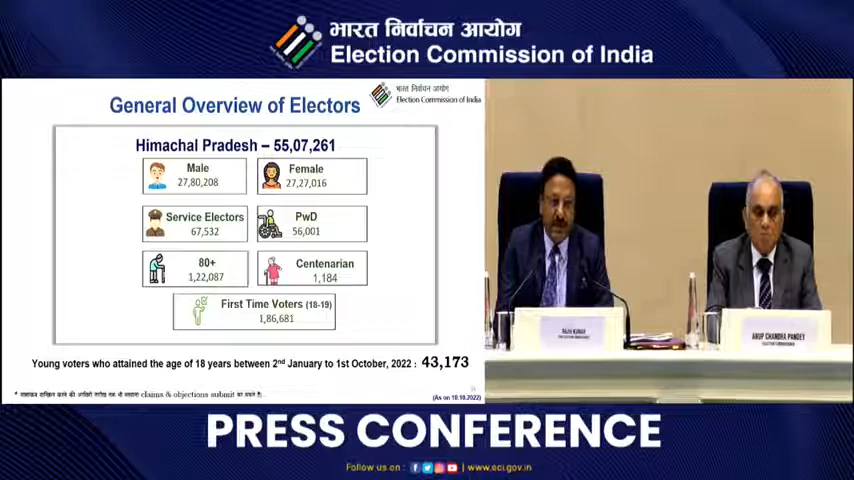 भारत निर्वाचन आयोग
Election Commission of India
भारत निर्वाचन आयोग
Election Commission of India
General Overview of Electors
Himachal Pradesh – 55,07,261
Male
27,80,208
Female
27,27,016
Service Electors
67,532
PwD
56,001
80+
1,22,087
Centenarian
1,184
First Time Voters (18-19)
1,86,681
Young voters who attained the age of 18 years between 2nd January to 1st October, 2022 : 43,173
claims & objections submit
(As on 10.10.2022)
RAJIV KUMAR
ARUP CHANDRA PANDEY
ELECTION COMMISSIONER
PRESS CONFERENCE
Follow us on : | www.eci.gov.in